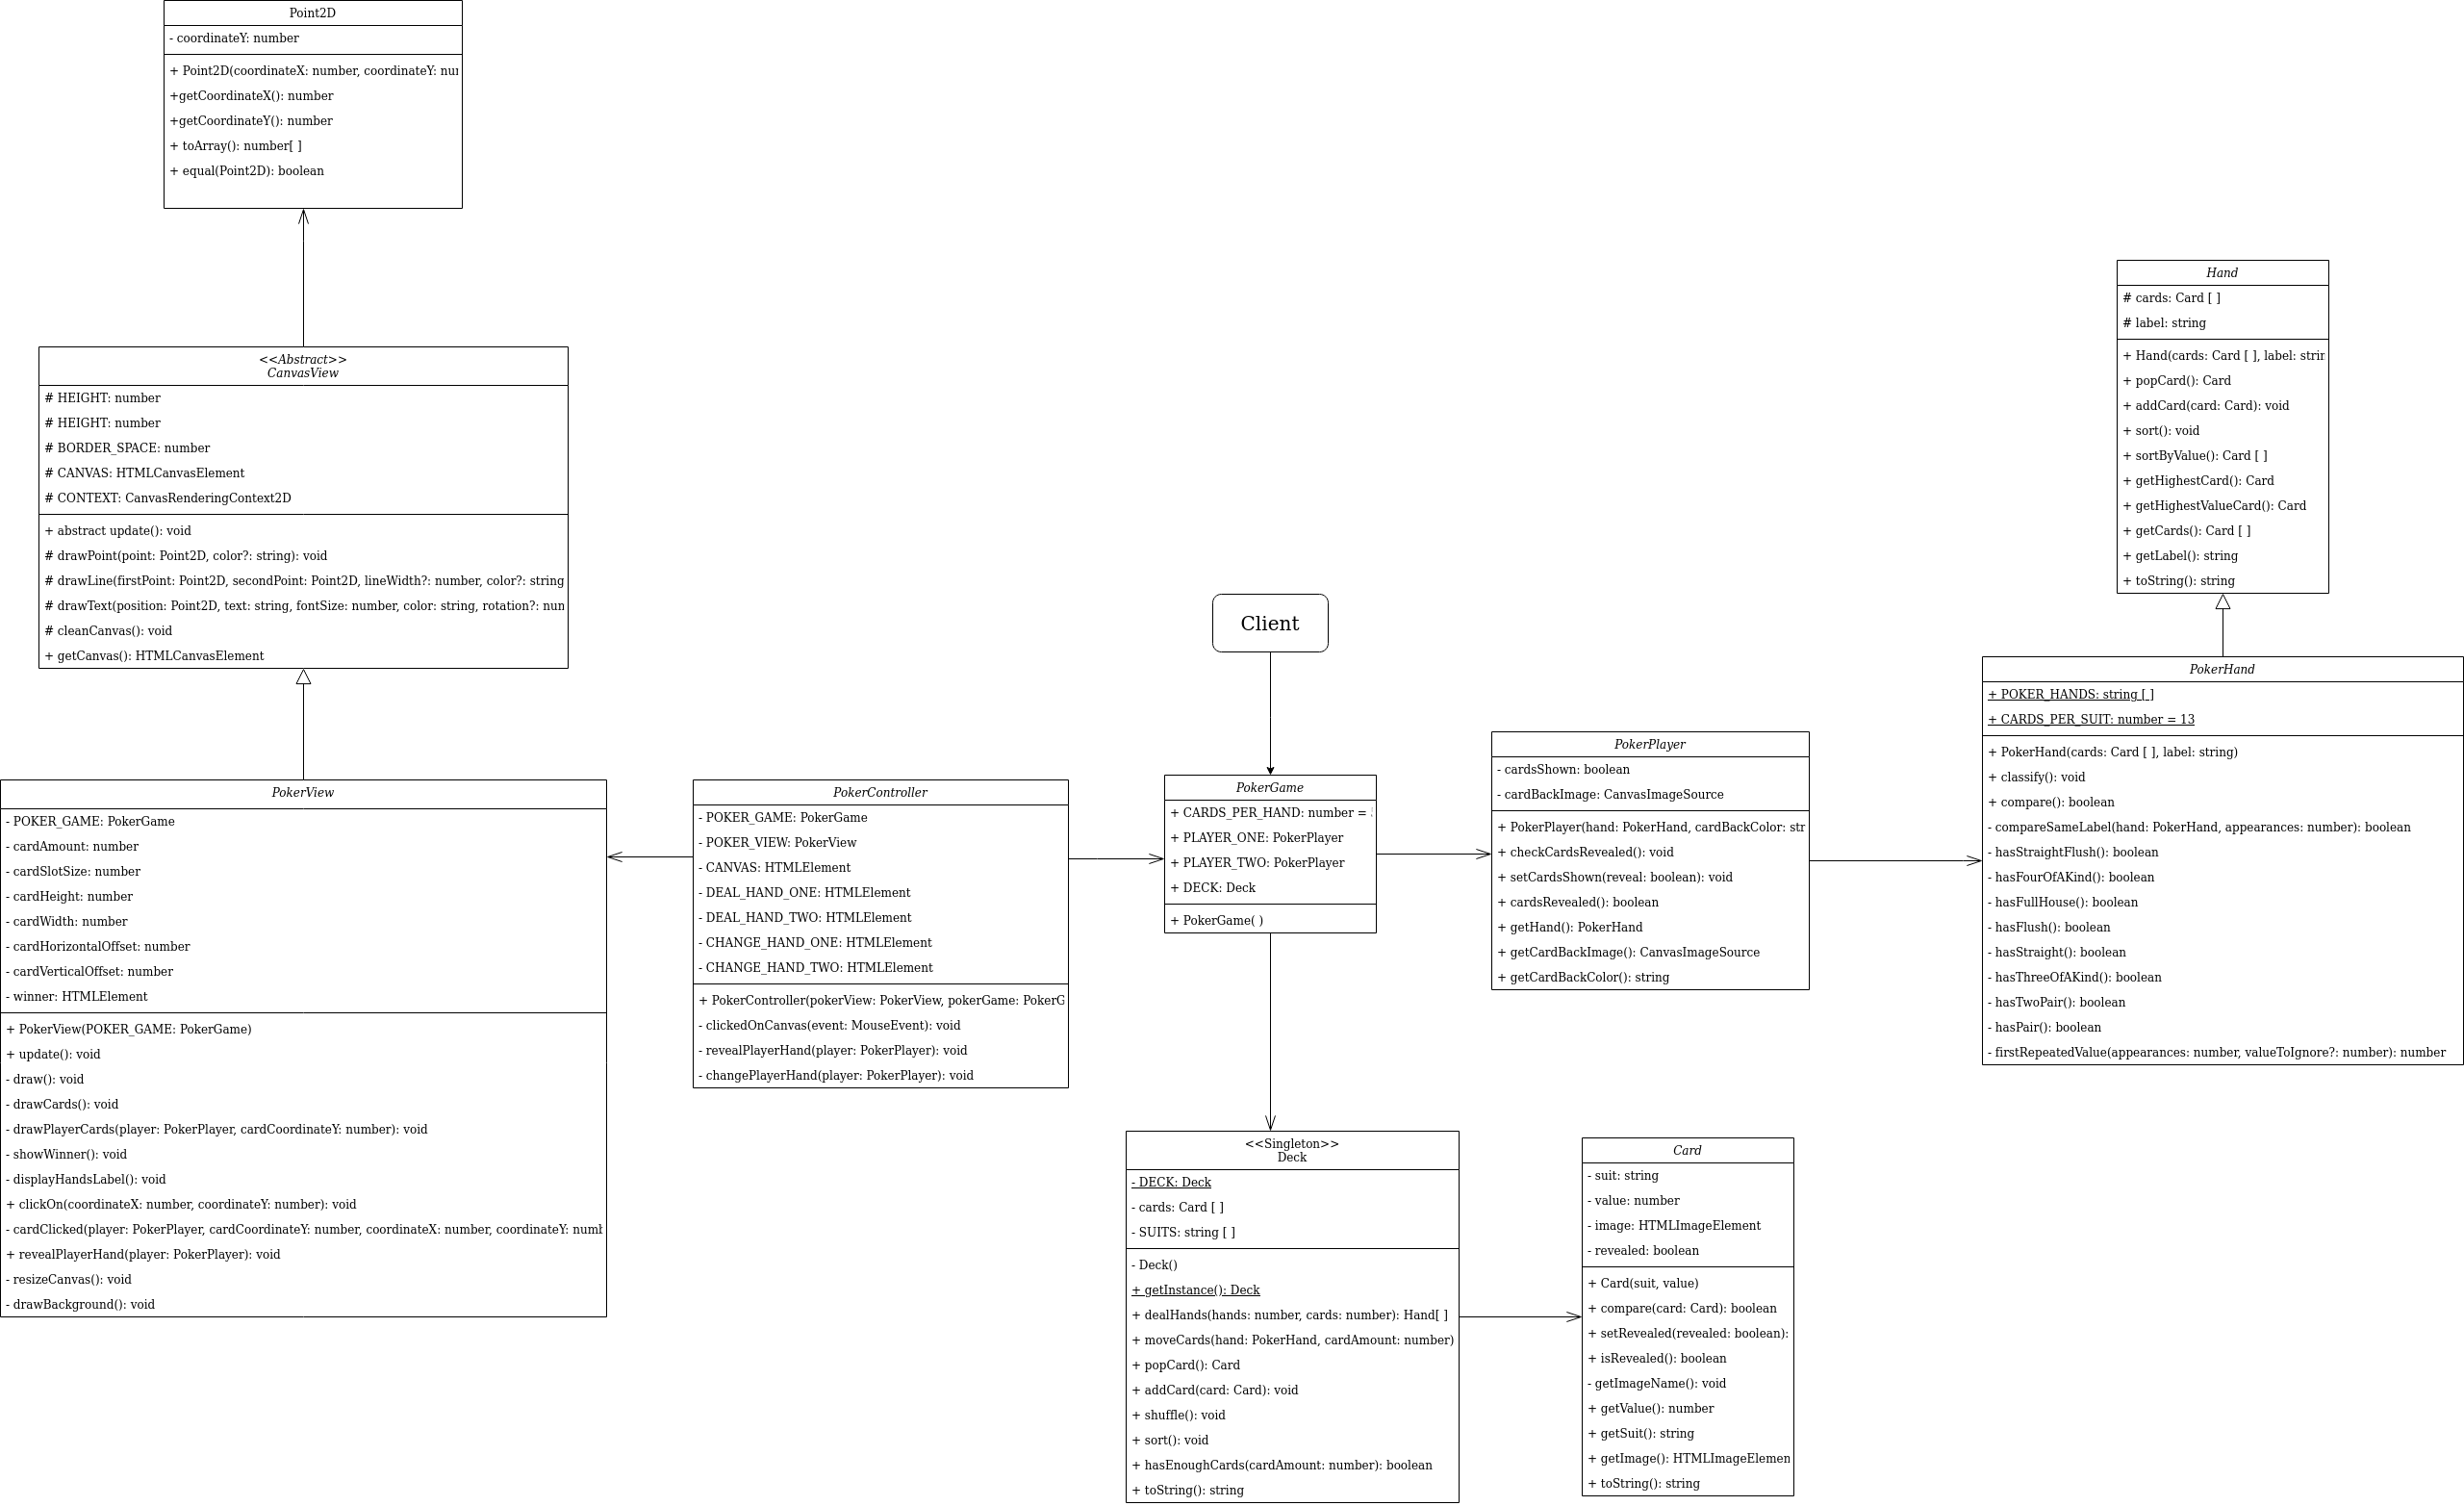 Point2D
- coordinateY: number
+ Point2D(coordinateX: number, coordinateY:
+getCoordinateX(): number
+getCoordinateY(): number
+ toArray(): number[ ]
+ equal(Point2D): boolean
<<Abstract>>
CanvasView
# HEIGHT: number
# HEIGHT: number
# BORDER_SPACE: number
# CANVAS: HTMLCanvasElement
# CONTEXT: CanvasRenderingContext2D
+ abstract update(): void
# drawPoint(point: Point2D, color?: string): void
# drawLine(firstPoint: Point2D, secondPoint: Point2D, lineWidth?: number, color?: string
# drawText(position: Point2D, text: string, fontSize: number, color: string, rotation?:
# cleanCanvas(): void
+ getCanvas(): HTMLCanvasElement
PokerView
- POKER_GAME: PokerGame
- cardAmount: number
- cardSlotSize: number
- cardHeight: number
- cardWidth: number
- cardHorizontalOffset: number
- cardVerticalOffset: number
- winner: HTMLElement
+ PokerView(POKER_GAME: PokerGame)
+ update(): void
- draw(): void
- drawCards(): void
- drawPlayerCards(player: PokerPlayer, cardCoordinateY: number): void
- showWinner(): void
- displayHandsLabel(): void
+ clickOn(coordinateX: number, coordinateY: number): void
- cardClicked(player: PokerPlayer, cardCoordinateY: number, coordinateX: number, coordinateY:
+ revealPlayerHand(player: PokerPlayer): void
- resizeCanvas(): void
- drawBackground(): void
PokerController
- POKER_GAME: PokerGame
- POKER_VIEW: PokerView
- CANVAS: HTMLElement
- DEAL_HAND_ONE: HTMLElement
- DEAL_HAND_TWO: HTMLElement
- CHANGE_HAND_ONE: HTMLElement
- CHANGE_HAND_TWO: HTMLElement
+ PokerController(pokerView: PokerView, pokerGame: PokerG
- clickedOnCanvas(event: MouseEvent): void
- revealPlayerHand(player: PokerPlayer): void
- changePlayerHand(player: PokerPlayer): void
Client
PokerGame
+ CARDS_PER_HAND: number =
+ PLAYER_ONE: PokerPlayer
+ PLAYER_TWO: PokerPlayer
+ DECK: Deck
+ PokerGame( )
<<Singleton>>
Deck
- DECK: Deck
- cards: Card [ ]
- SUITS: string [ ]
- Deck()
+ getInstance(): Deck
+ dealHands(hands: number, cards: number): Hand[ ]
+ moveCards(hand: PokerHand, cardAmount: number)
+ popCard(): Card
+ addCard(card: Card): void
+ shuffle(): void
+ sort(): void
+ hasEnoughCards(cardAmount: number): boolean
+ toString(): string
PokerPlayer
- cardsShown: boolean
- cardBackImage: CanvasImageSource
+ PokerPlayer(hand: PokerHand, cardBackColor: str
+ checkCardsRevealed(): void
+ setCardsShown(reveal: boolean): void
+ cardsRevealed(): boolean
+ getHand(): PokerHand
+ getCardBackImage(): CanvasImageSource
+ getCardBackColor(): string
Card
- suit: string
- value: number
- image: HTMLImageElement
- revealed: boolean
+ Card(suit, value)
+ compare(card: Card): boolean
+ setRevealed(revealed: boolean):
+ isRevealed(): boolean
- getImageName(): void
+ getValue(): number
+ getSuit(): string
+ getImage(): HTMLImageElemen
+ toString(): string
Hand
# cards: Card [ ]
# label: string
+ Hand(cards: Card [ ], label:
+ popCard(): Card
+ addCard(card: Card): void
+ sort(): void
+ sortByValue(): Card [ ]
+ getHighestCard(): Card
+ getHighestValueCard(): Card
+ getCards(): Card [ ]
+ getLabel(): string
+ toString(): string
PokerHand
+ POKER_HANDS: string [ ]
+ CARDS_PER_SUIT: number = 13
+ PokerHand(cards: Card [ ], label: string)
+ classify(): void
+ compare(): boolean
- compareSameLabel(hand: PokerHand, appearances: number): boolean
- hasStraightFlush(): boolean
- hasFourOfAKind(): boolean
- hasFullHouse(): boolean
- hasFlush(): boolean
- hasStraight(): boolean
- hasThreeOfAKind(): boolean
- hasTwoPair(): boolean
- hasPair(): boolean
- firstRepeatedValue(appearances: number, valueToIgnore?: number): number